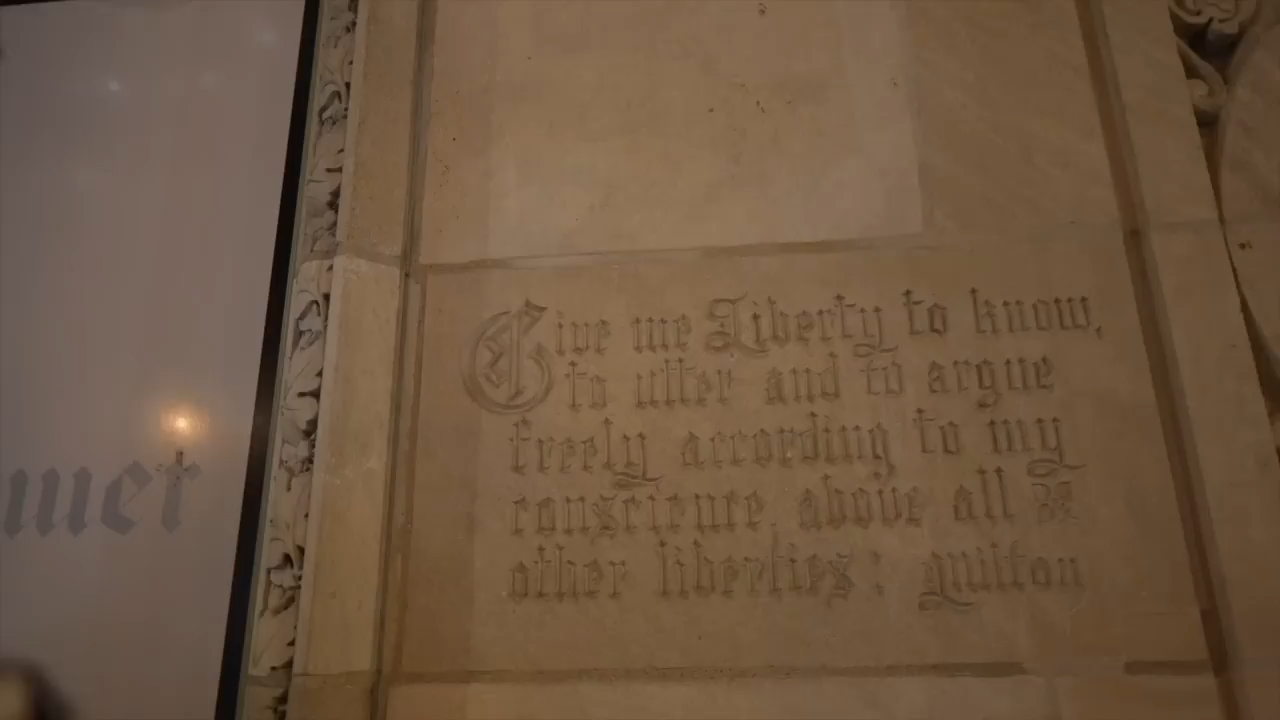 Give me Liberty to know,
to utter and to argue
freely according to my
conscience, above all
other liberties: Milton